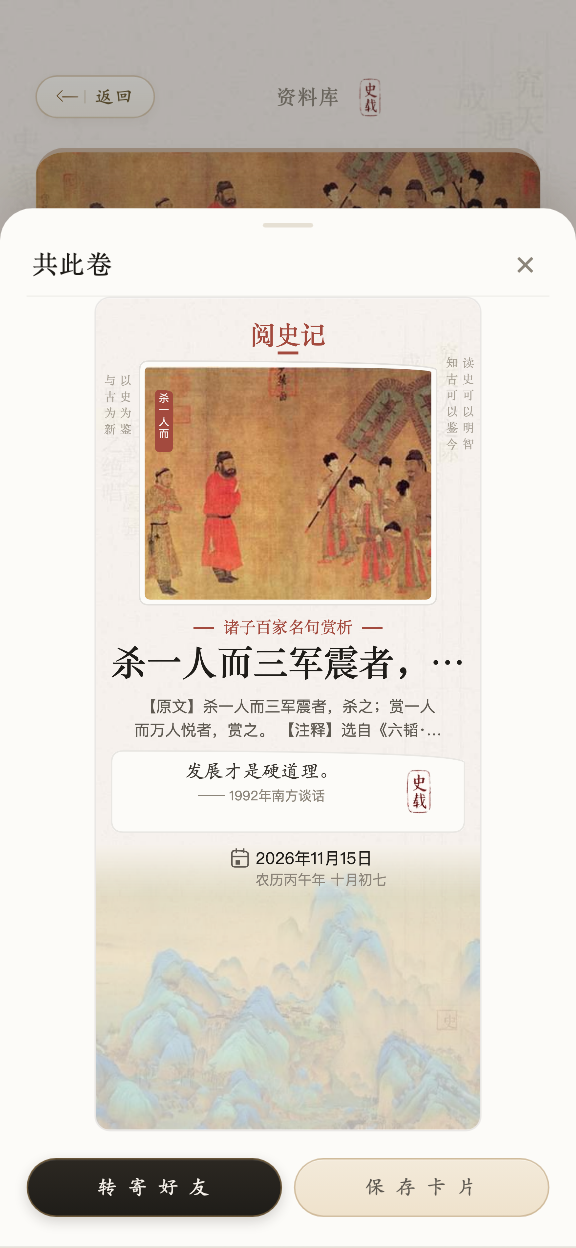 返回
资料库
史载
共此卷
阅史记
与古为新
以史为鉴
知古可以鉴今
读史可以明智
杀一人而
诸子百家名句赏析
杀一人而三军震者，…
【原文】杀一人而三军震者，杀之；赏一人
而万人悦者，赏之。 【注释】选自《六韬·…
发展才是硬道理。
—— 1992年南方谈话
史载
2026年11月15日
农历丙午年 十月初七
转寄好友
保存卡片